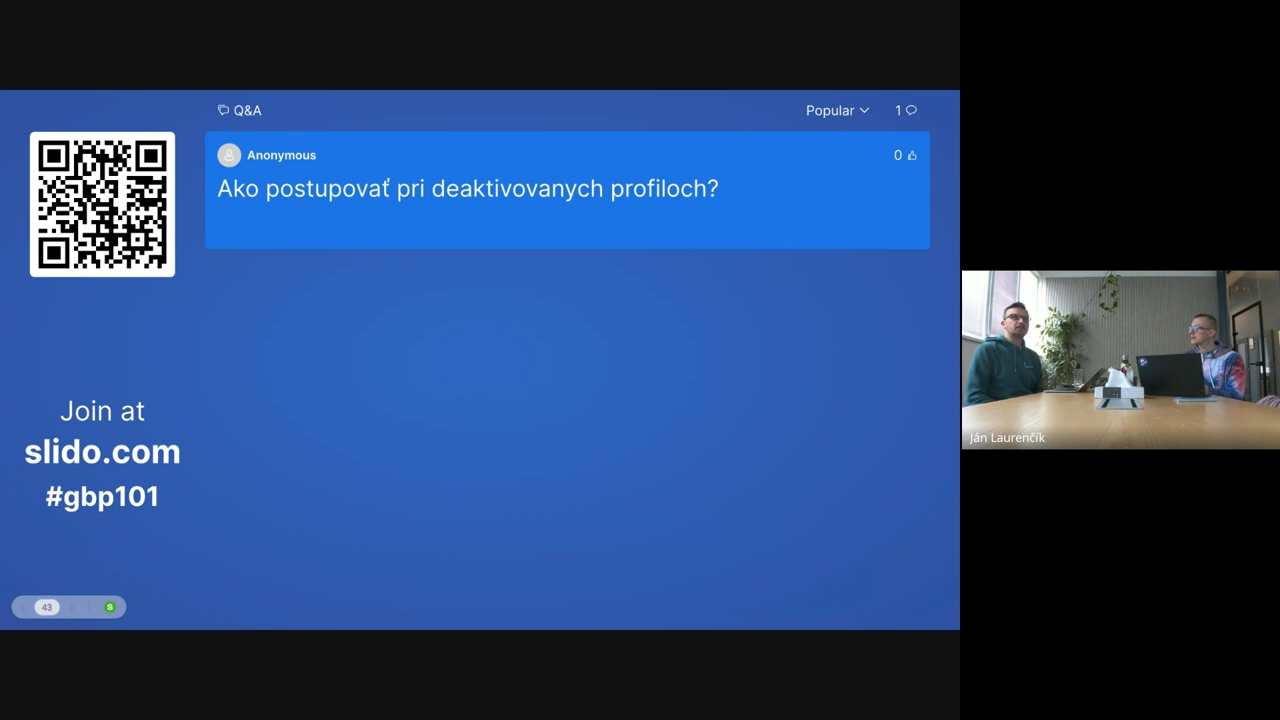 Q&A
Popular
1
Anonymous
0
Ako postupovať pri deaktivovanych profiloch?
Join at
slido.com
#gbp101
43
S
Ján Laurenčík